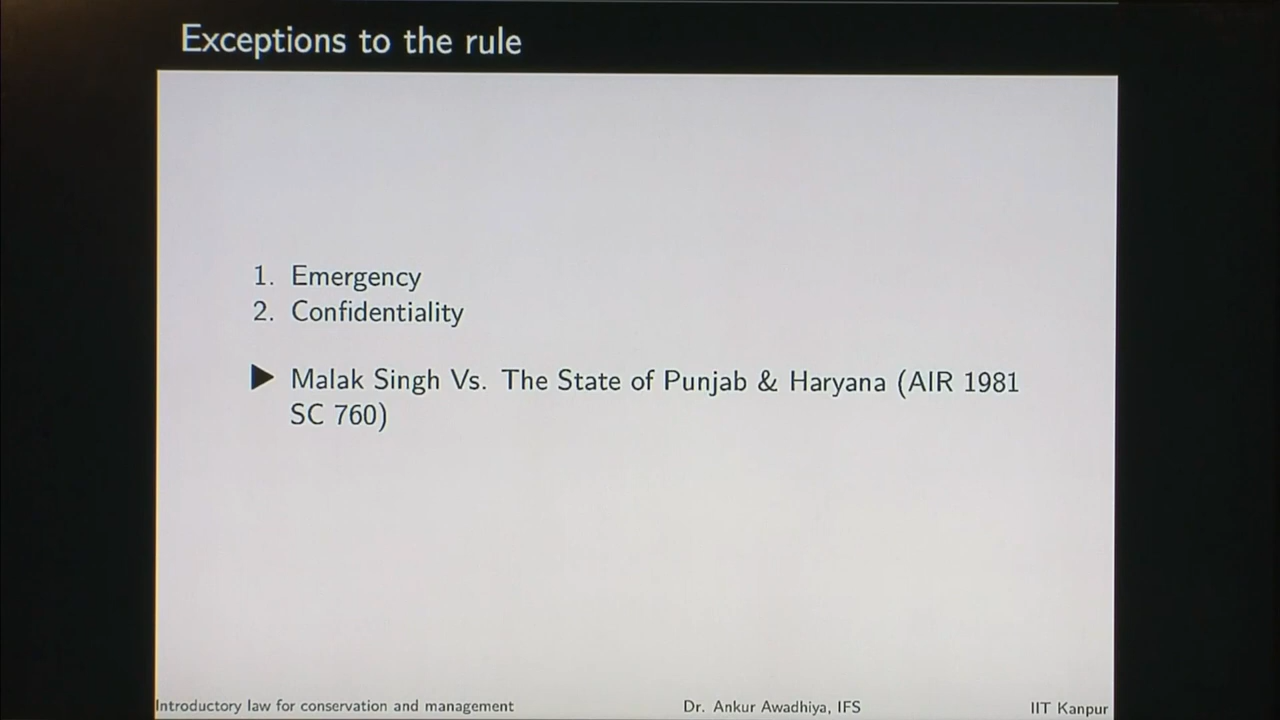 Exceptions to the rule
1. Emergency
2. Confidentiality
▶ Malak Singh Vs. The State of Punjab & Haryana (AIR 1981
SC 760)
Introductory law for conservation and management Dr. Ankur Awadhiya, IFS IIT Kanpur